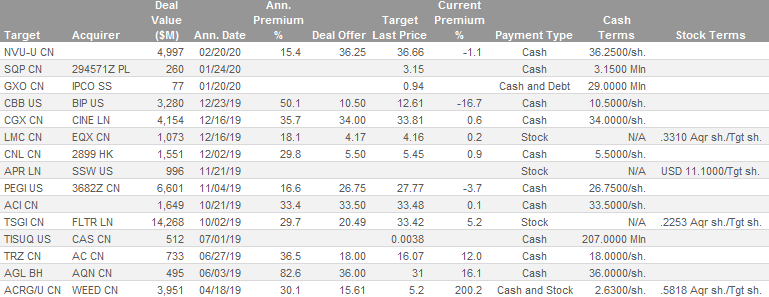 Deal Ann. Target Current Cash
Value Premium Last Price Premium Terms
Target Acquirer ($M) Ann. Date % Deal Offer % Payment Type Stock Terms
NVU-U CN 4,997 02/20/20 15.4 36.25 36.66 -1.1 Cash 36.2500/sh.
SQP CN 294571Z PL 260 01/24/20 3.15 Cash 3.1500 Mln
GXO CN IPCO SS 77 01/20/20 0.94 Cash and Debt 29.0000 Mln
CBB US BIP US 3,280 12/23/19 50.1 10.50 12.61 -16.7 Cash 10.5000/sh.
CGX CN CINE LN 4,154 12/16/19 35.7 34.00 33.81 0.6 Cash 34.0000/sh.
LMC CN EQX CN 1,073 12/16/19 18.1 4.17 4.16 0.2 Stock N/A .3310 Aqr sh./Tgt sh.
CNL CN 2899 HK 1,551 12/02/19 29.8 5.50 5.45 0.9 Cash 5.5000/sh.
APR LN SSW US 996 11/21/19 Stock N/A USD 11.1000/Tgt sh.
PEGI US 3682Z CN 6,601 11/04/19 16.6 26.75 27.77 -3.7 Cash 26.7500/sh.
ACI CN 1,649 10/21/19 33.4 33.50 33.48 0.1 Cash 33.5000/sh.
TSGI CN FLTR LN 14,268 10/02/19 29.7 20.49 33.42 5.2 Stock N/A .2253 Aqr sh./Tgt sh.
TISUQ US CAS CN 512 07/01/19 0.0038 Cash 207.0000 Mln
TRZ CN AC CN 733 06/27/19 36.5 18.00 16.07 12.0 Cash 18.0000/sh.
AGL BH AQN CN 495 06/03/19 82.6 36.00 31 16.1 Cash 36.0000/sh.
ACRG/U CN WEED CN 3,951 04/18/19 30.1 15.61 5.2 200.2 Cash and Stock 2.6300/sh. .5818 Aqr sh./Tgt sh.